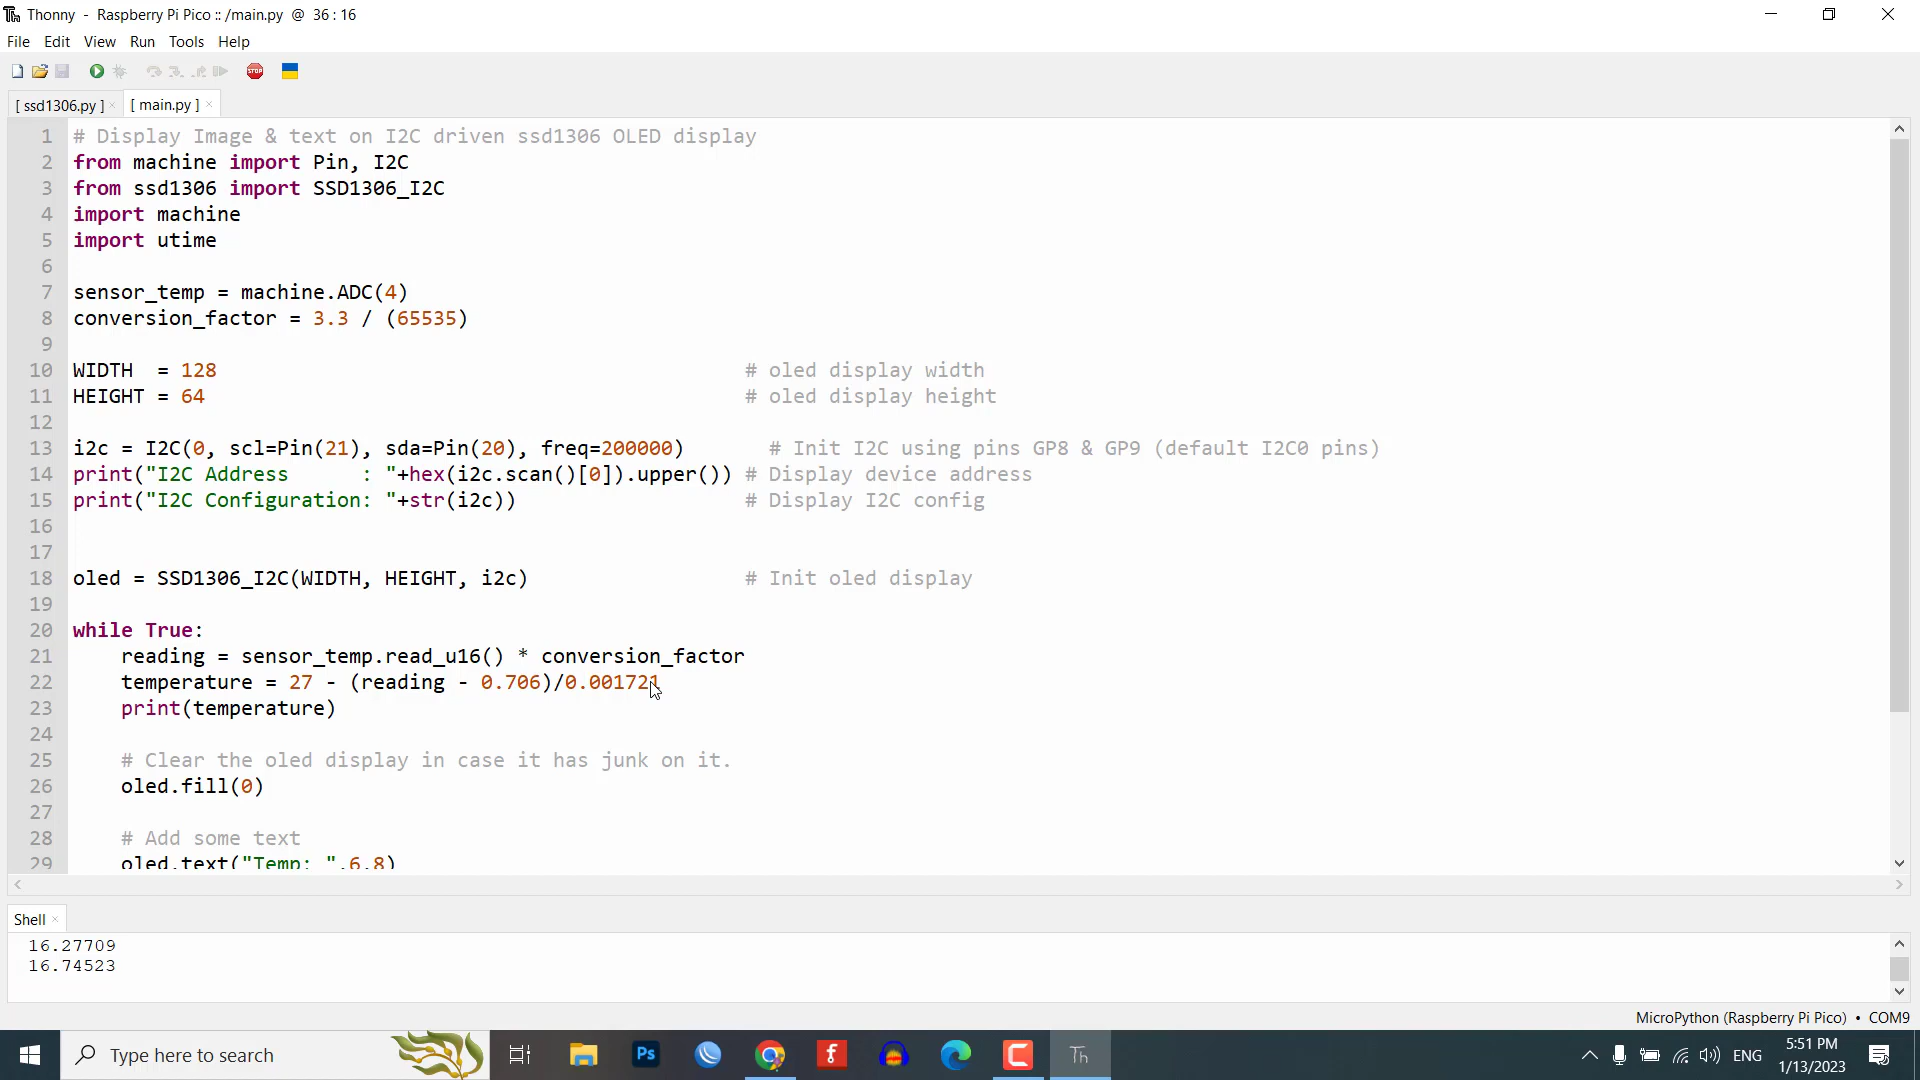 Thonny - Raspberry Pi Pico :: /main.py @ 36 : 16
File Edit View Run Tools Help
STOP
[ ssd1306.py ] × [ main.py ] ×
1 # Display Image & text on I2C driven ssd1306 OLED display
2 from machine import Pin, I2C
3 from ssd1306 import SSD1306_I2C
4 import machine
5 import utime
6
7 sensor_temp = machine.ADC(4)
8 conversion_factor = 3.3 / (65535)
9
10 WIDTH  = 128                                            # oled display width
11 HEIGHT = 64                                             # oled display height
12
13 i2c = I2C(0, scl=Pin(21), sda=Pin(20), freq=200000)       # Init I2C using pins GP8 & GP9 (default I2C0 pins)
14 print("I2C Address      : "+hex(i2c.scan()[0]).upper()) # Display device address
15 print("I2C Configuration: "+str(i2c))                   # Display I2C config
16
17
18 oled = SSD1306_I2C(WIDTH, HEIGHT, i2c)                  # Init oled display
19
20 while True:
21     reading = sensor_temp.read_u16() * conversion_factor
22     temperature = 27 - (reading - 0.706)/0.001721
23     print(temperature)
24
25     # Clear the oled display in case it has junk on it.
26     oled.fill(0)
27
28     # Add some text
29     oled.text("Temp: ",6,8)
Shell ×
16.27709
16.74523
MicroPython (Raspberry Pi Pico) • COM9
Type here to search
Ps
Th
ENG
5:51 PM
1/13/2023